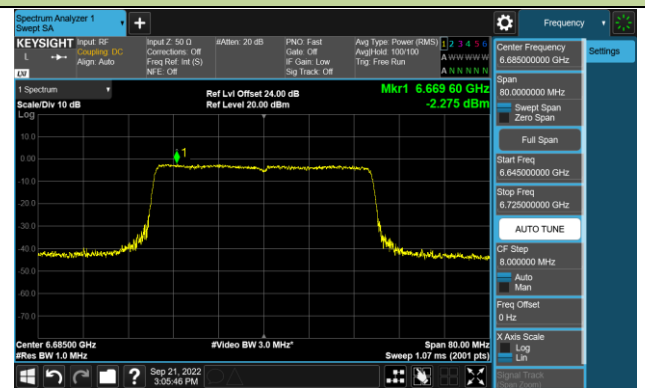 Spectrum Analyzer 1
Swept SA
Frequency
KEYSIGHT
Input: RF
Coupling: DC
Align: Auto
Input Z: 50 Ω
Corrections: Off
Freq Ref: Int (S)
NFE: Off
#Atten: 20 dB
PNO: Fast
Gate: Off
IF Gain: Low
Sig Track: Off
Avg Type: Power (RMS)
Avg|Hold: 100/100
Trig: Free Run
1 2 3 4 5 6
A W W W W W
A N N N N N
L
LXI
Center Frequency
6.685000000 GHz
Settings
Span
80.0000000 MHz
Swept Span
Zero Span
Full Span
Start Freq
6.645000000 GHz
Stop Freq
6.725000000 GHz
AUTO TUNE
CF Step
8.000000 MHz
Auto
Man
Freq Offset
0 Hz
X Axis Scale
Log
Lin
Signal Track
(Span Zoom)
1 Spectrum
Scale/Div 10 dB
Log
Ref Lvl Offset 24.00 dB
Ref Level 20.00 dBm
Mkr1 6.669 60 GHz
-2.275 dBm
10.0
0.00
-10.0
-20.0
-30.0
-40.0
-50.0
-60.0
-70.0
1
Center 6.68500 GHz
#Res BW 1.0 MHz
#Video BW 3.0 MHz*
Span 80.00 MHz
Sweep 1.07 ms (2001 pts)
?
Sep 21, 2022
3:05:46 PM